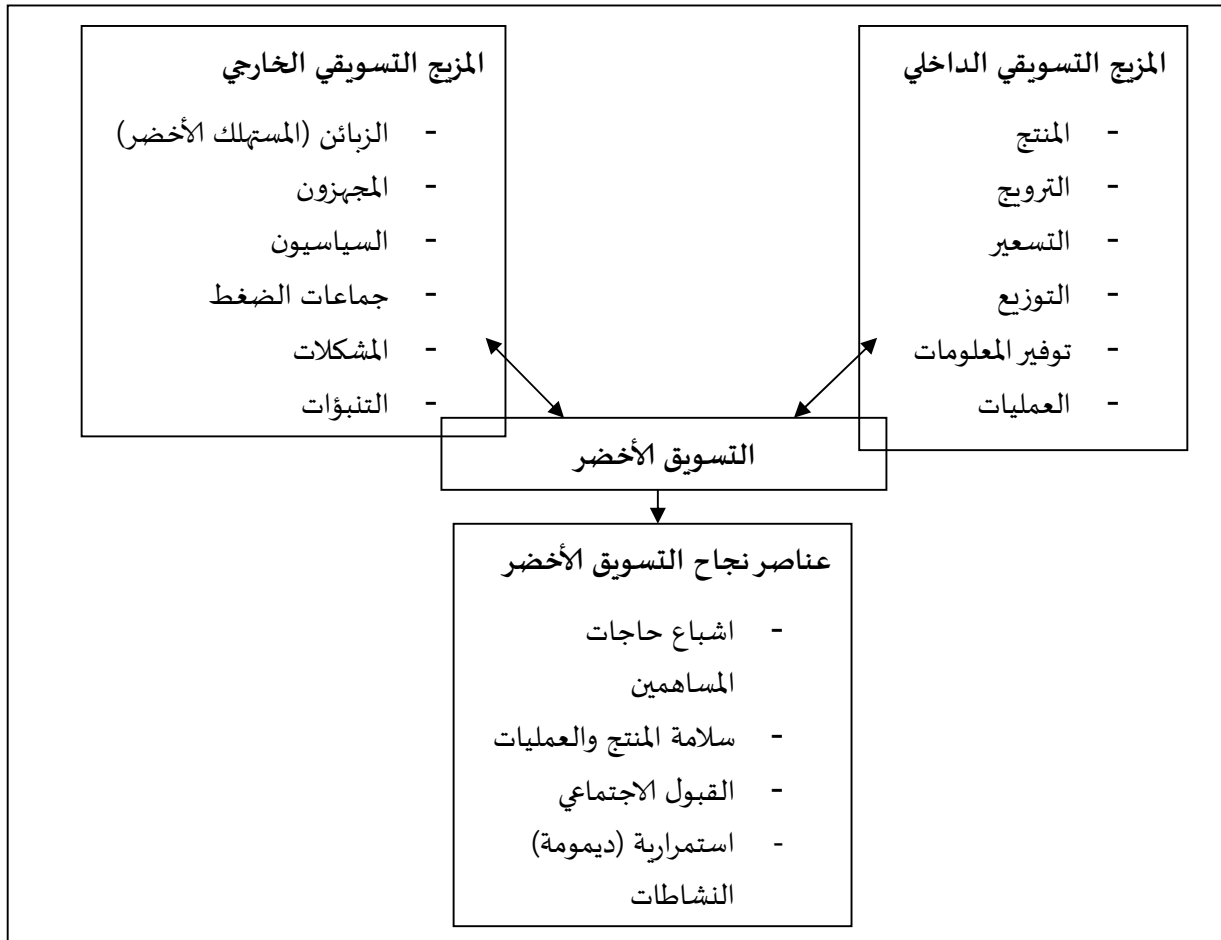 المزيج التسويقي الداخلي
- المنتج
- الترويج
- التسعير
- التوزيع
- توفير المعلومات
- العمليات
المزيج التسويقي الخارجي
- الزبائن (المستهلك الأخضر)
- المجهزون
- السياسيون
- جماعات الضغط
- المشكلات
- التنبؤات
التسويق الأخضر
عناصر نجاح التسويق الأخضر
- اشباع حاجات
المساهمين
- سلامة المنتج والعمليات
- القبول الاجتماعي
- استمرارية (ديمومة)
النشاطات